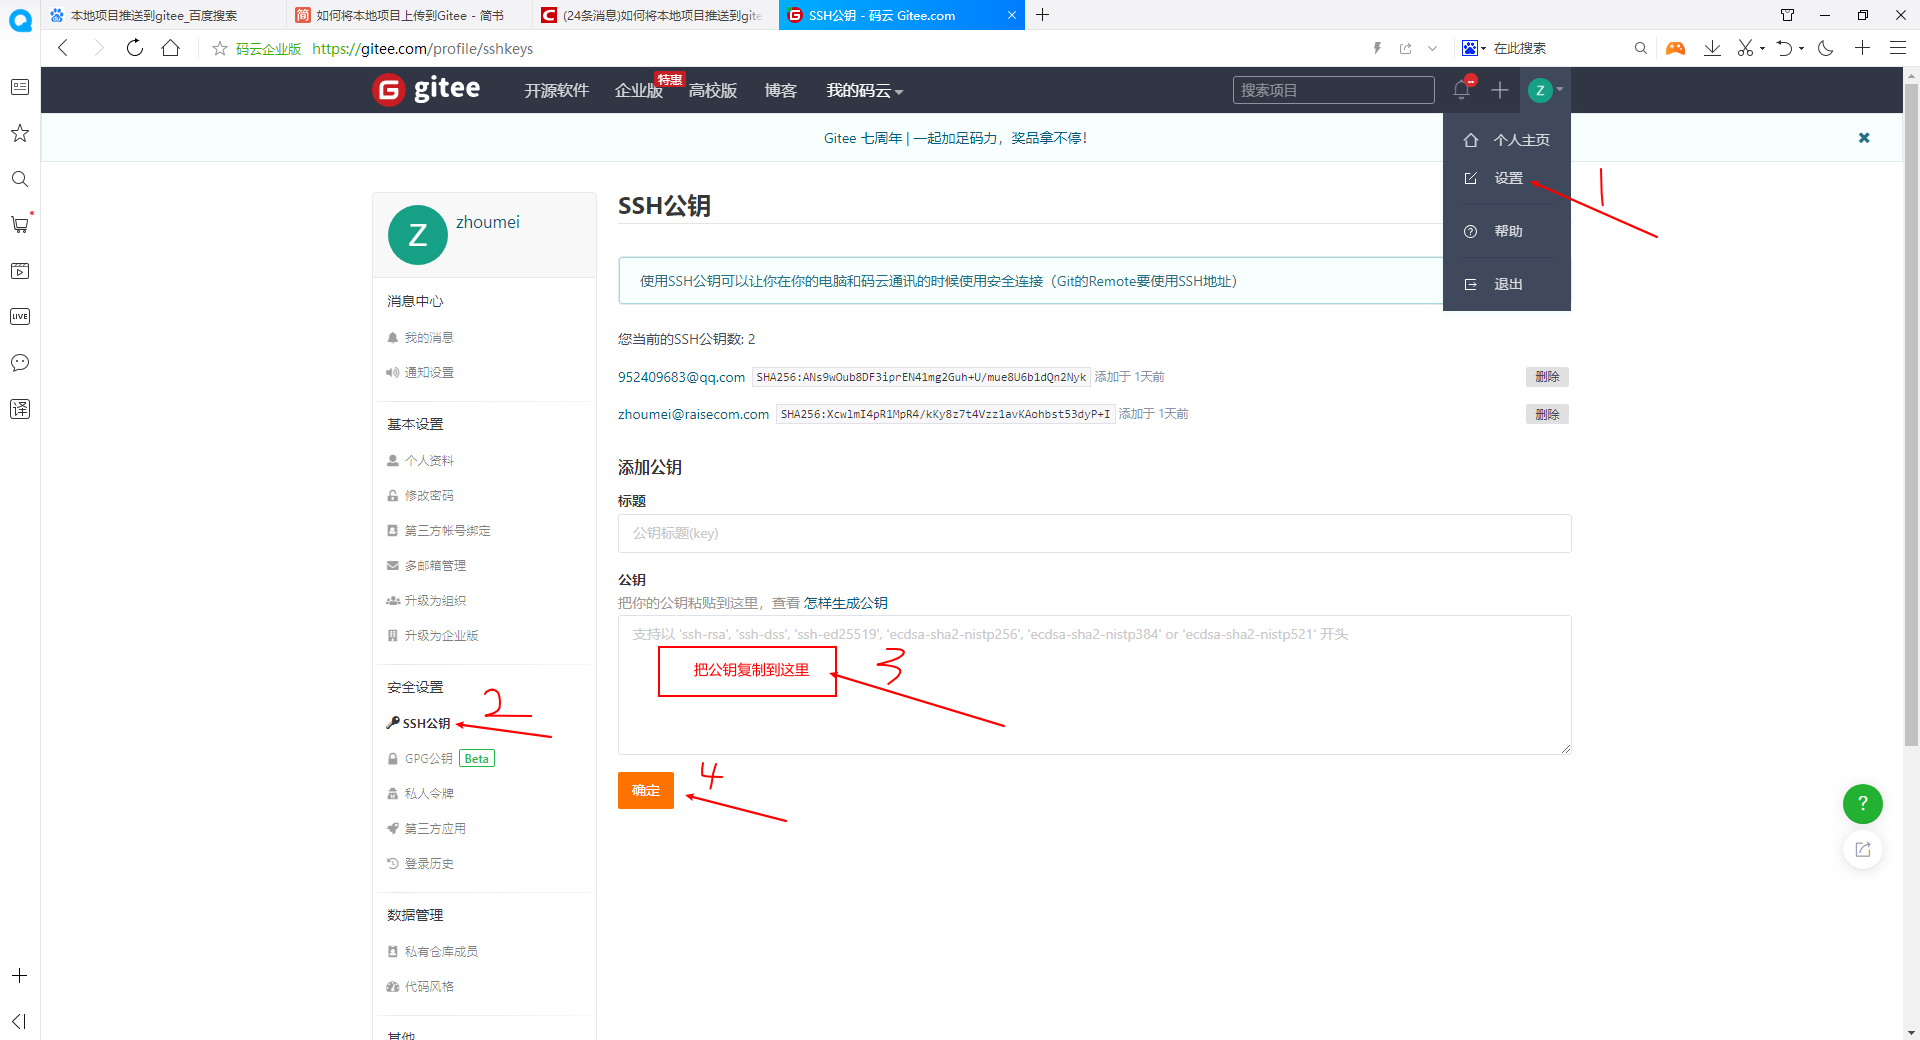 本地项目推送到gitee_百度搜索
简 如何将本地项目上传到Gitee - 简书
C (24条消息)如何将本地项目推送到gite
G SSH公钥 - 码云 Gitee.com
码云企业版 https://gitee.com/profile/sshkeys
在此搜索
G gitee
开源软件 企业版 特惠 高校版 博客 我的码云
搜索项目
Z
Gitee 七周年 | 一起加足码力，奖品拿不停！
个人主页
设置
1
帮助
退出
LIVE
译
Z zhoumei
消息中心
我的消息
通知设置
基本设置
个人资料
修改密码
第三方帐号绑定
多邮箱管理
升级为组织
升级为企业版
安全设置
SSH公钥
2
GPG公钥 Beta
私人令牌
第三方应用
登录历史
数据管理
私有仓库成员
代码风格
其他
SSH公钥
使用SSH公钥可以让你在你的电脑和码云通讯的时候使用安全连接（Git的Remote要使用SSH地址）
您当前的SSH公钥数: 2
952409683@qq.com SHA256:ANs9wOub8DF3iprEN41mg2Guh+U/mue8U6b1dQn2Nyk 添加于 1天前 删除
zhoumei@raisecom.com SHA256:XcwlmI4pR1MpR4/kKy8z7t4Vzz1avKAohbst53dyP+I 添加于 1天前 删除
添加公钥
标题
公钥标题(key)
公钥
把你的公钥粘贴到这里，查看 怎样生成公钥
支持以 'ssh-rsa', 'ssh-dss', 'ssh-ed25519', 'ecdsa-sha2-nistp256', 'ecdsa-sha2-nistp384' or 'ecdsa-sha2-nistp521' 开头
把公钥复制到这里
3
确定
4
?